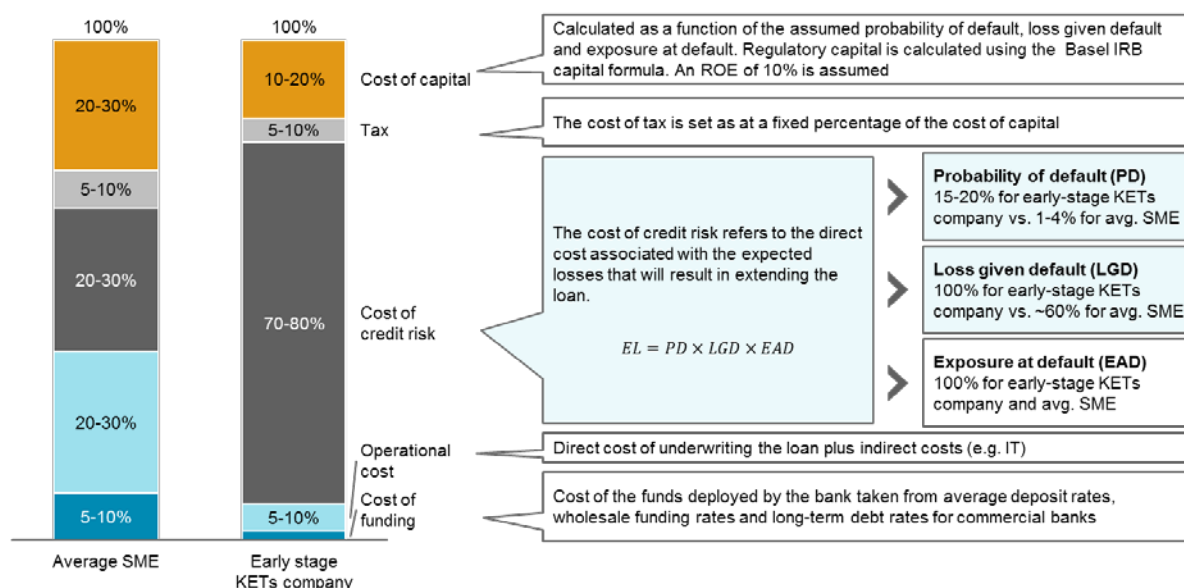 100%
100%
20-30%
5-10%
20-30%
20-30%
5-10%
Average SME
10-20%
5-10%
70-80%
5-10%
Early stage
KETs company
Cost of capital
Tax
Cost of
credit risk
Operational
cost
Cost of
funding
Calculated as a function of the assumed probability of default, loss given default
and exposure at default. Regulatory capital is calculated using the Basel IRB
capital formula. An ROE of 10% is assumed
The cost of tax is set as at a fixed percentage of the cost of capital
The cost of credit risk refers to the direct
cost associated with the expected
losses that will result in extending the
loan.
EL = PD × LGD × EAD
Probability of default (PD)
15-20% for early-stage KETs
company vs. 1-4% for avg. SME
Loss given default (LGD)
100% for early-stage KETs
company vs. ~60% for avg. SME
Exposure at default (EAD)
100% for early-stage KETs
company and avg. SME
Direct cost of underwriting the loan plus indirect costs (e.g. IT)
Cost of the funds deployed by the bank taken from average deposit rates,
wholesale funding rates and long-term debt rates for commercial banks